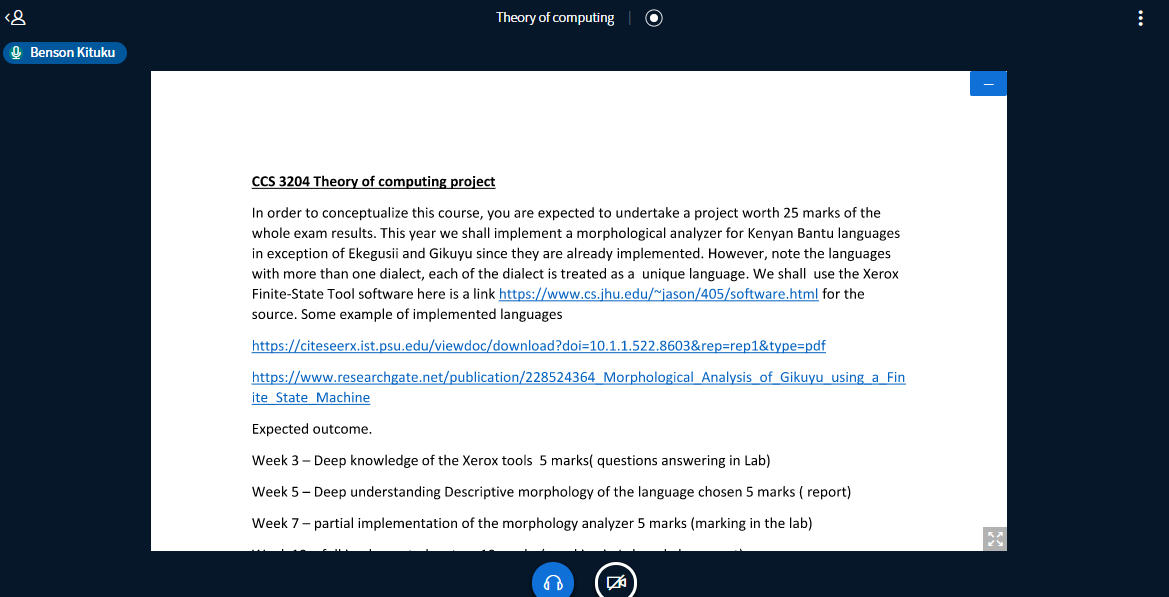 Theory of computing
Benson Kituku
CCS 3204 Theory of computing project
In order to conceptualize this course, you are expected to undertake a project worth 25 marks of the
whole exam results. This year we shall implement a morphological analyzer for Kenyan Bantu languages
in exception of Ekegusii and Gikuyu since they are already implemented. However, note the languages
with more than one dialect, each of the dialect is treated as a unique language. We shall use the Xerox
Finite-State Tool software here is a link https://www.cs.jhu.edu/~jason/405/software.html for the
source. Some example of implemented languages
https://citeseerx.ist.psu.edu/viewdoc/download?doi=10.1.1.522.8603&rep=rep1&type=pdf
https://www.researchgate.net/publication/228524364_Morphological_Analysis_of_Gikuyu_using_a_Fin
ite_State_Machine
Expected outcome.
Week 3 – Deep knowledge of the Xerox tools 5 marks( questions answering in Lab)
Week 5 – Deep understanding Descriptive morphology of the language chosen 5 marks ( report)
Week 7 – partial implementation of the morphology analyzer 5 marks (marking in the lab)